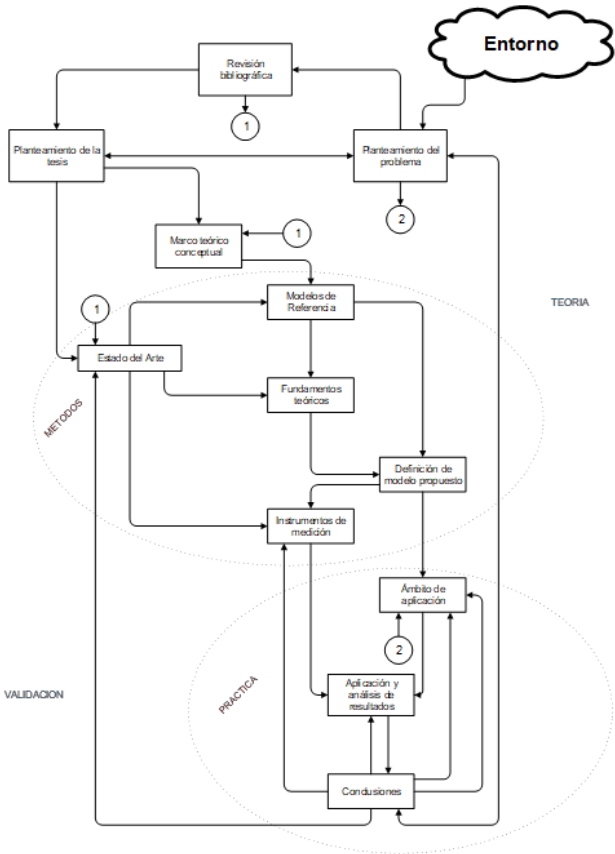 Entorno
Revisión
bibliográfica
1
Planteamiento de la
tesis
Planteamiento del
problema
2
Marco teórico
conceptual
1
Modelos de
Referencia
TEORIA
1
Estado del Arte
Fundamentos
teóricos
METODOS
Definición de
modelo propuesto
Instrumentos de
medición
Ámbito de
aplicación
2
Aplicación y
análisis de
resultados
PRACTICA
VALIDACION
Conclusiones